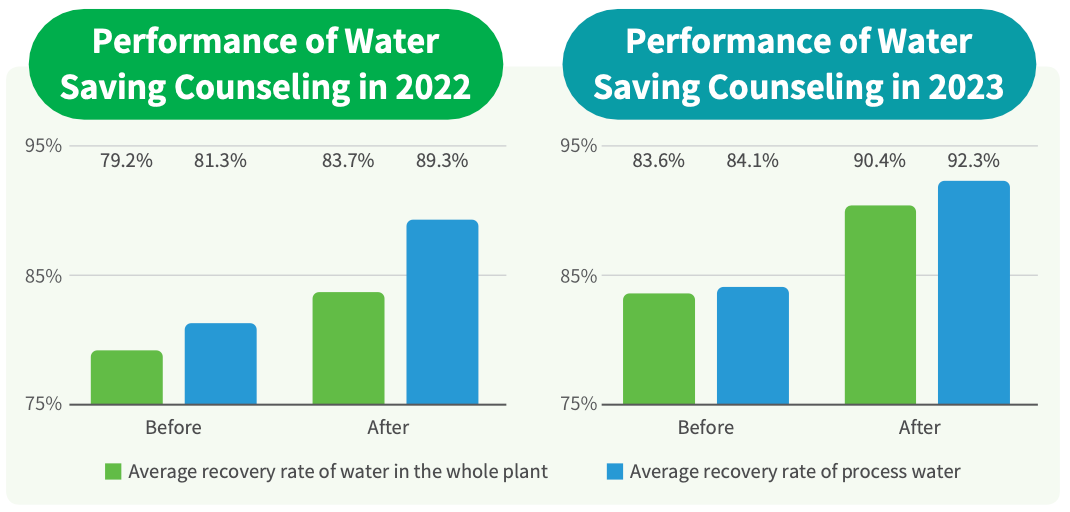 Performance of Water
Saving Counseling in 2022
95%
79.2%
81.3%
83.7%
89.3%
85%
75%
Before
After
Performance of Water
Saving Counseling in 2023
95%
83.6%
84.1%
90.4%
92.3%
85%
75%
Before
After
Average recovery rate of water in the whole plant
Average recovery rate of process water